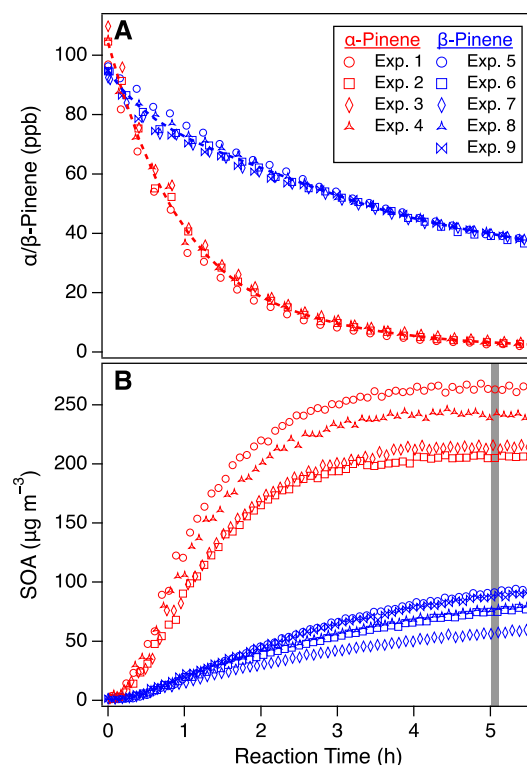 A
α-Pinene β-Pinene
Exp. 1 Exp. 5
Exp. 2 Exp. 6
Exp. 3 Exp. 7
Exp. 4 Exp. 8
Exp. 9
α/β-Pinene (ppb)
100
80
60
40
20
0
B
SOA (µg m⁻³)
250
200
150
100
50
0
0 1 2 3 4 5
Reaction Time (h)